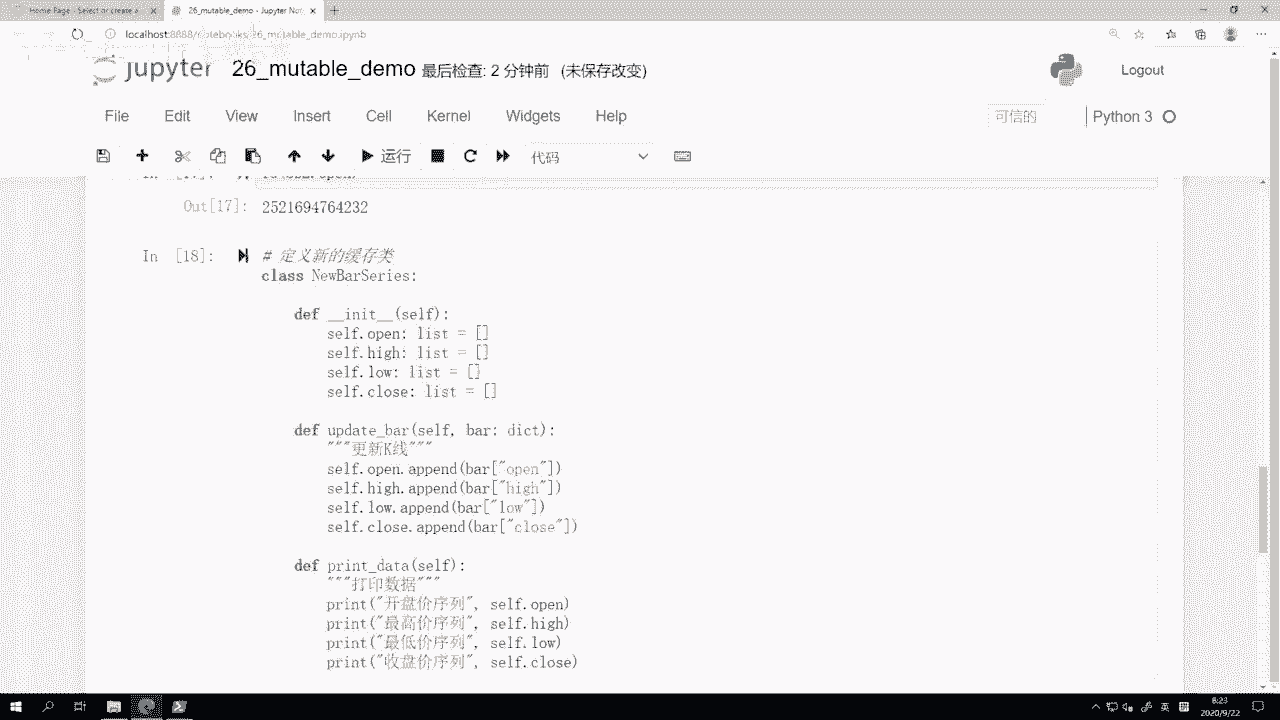 Home Page - Select or create a
26_mutable_demo - Jupyter Not
localhost:8888/notebooks/26_mutable_demo.ipynb
jupyter 26_mutable_demo 最后检查: 2 分钟前 (未保存改变)
Logout
File Edit View Insert Cell Kernel Widgets Help
可信的 Python 3
运行 代码
Out[17]: 2521694764232
In [18]: # 定义新的缓存类
class NewBarSeries:
def __init__(self):
self.open: list = []
self.high: list = []
self.low: list = []
self.close: list = []
def update_bar(self, bar: dict):
"""更新K线"""
self.open.append(bar["open"])
self.high.append(bar["high"])
self.low.append(bar["low"])
self.close.append(bar["close"])
def print_data(self):
"""打印数据"""
print("开盘价序列", self.open)
print("最高价序列", self.high)
print("最低价序列", self.low)
print("收盘价序列", self.close)
英
6:23
2020/9/22